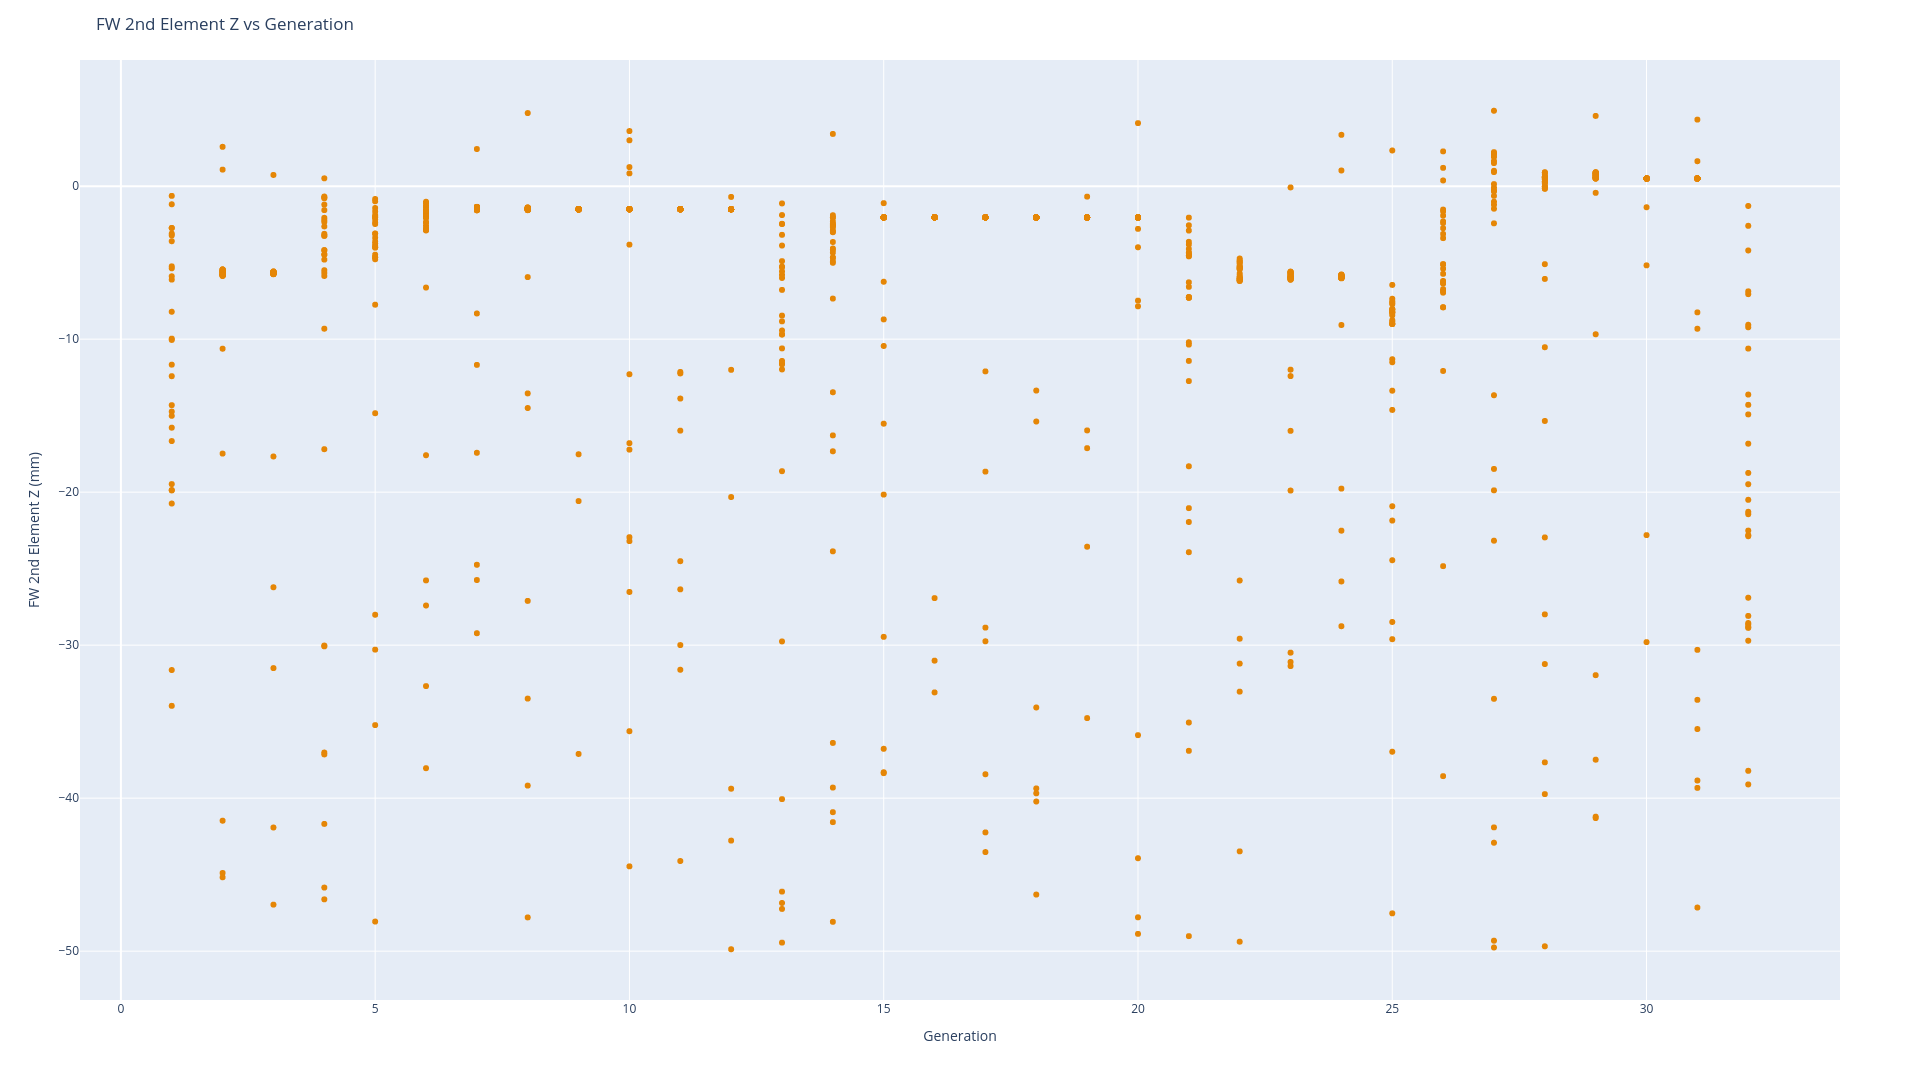 FW 2nd Element Z vs Generation
0
−10
−20
−30
−40
−50
FW 2nd Element Z (mm)
0 5 10 15 20 25 30
Generation